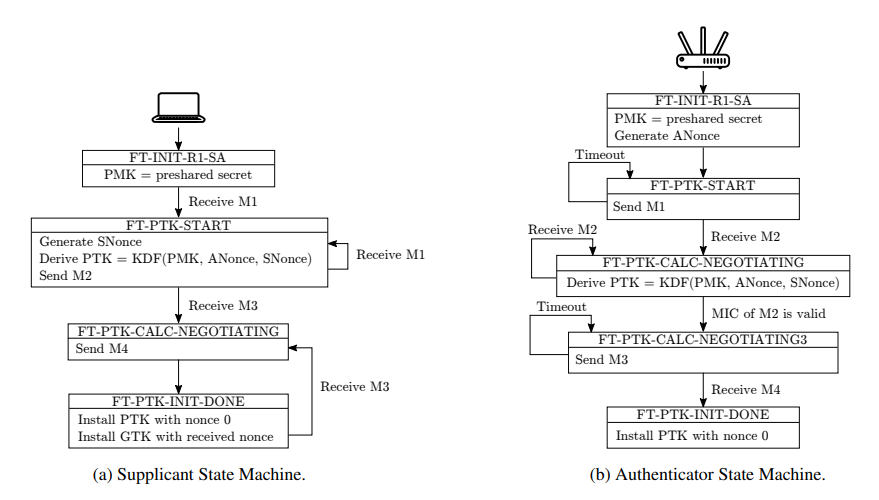 FT-INIT-R1-SA
PMK = preshared secret
Receive M1
FT-PTK-START
Generate SNonce
Derive PTK = KDF(PMK, ANonce, SNonce)
Send M2
Receive M1
Receive M3
FT-PTK-CALC-NEGOTIATING
Send M4
Receive M3
FT-PTK-INIT-DONE
Install PTK with nonce 0
Install GTK with received nonce
(a) Supplicant State Machine.
FT-INIT-R1-SA
PMK = preshared secret
Generate ANonce
Timeout
FT-PTK-START
Send M1
Receive M2
Receive M2
FT-PTK-CALC-NEGOTIATING
Derive PTK = KDF(PMK, ANonce, SNonce)
Timeout
MIC of M2 is valid
FT-PTK-CALC-NEGOTIATING3
Send M3
Receive M4
FT-PTK-INIT-DONE
Install PTK with nonce 0
(b) Authenticator State Machine.